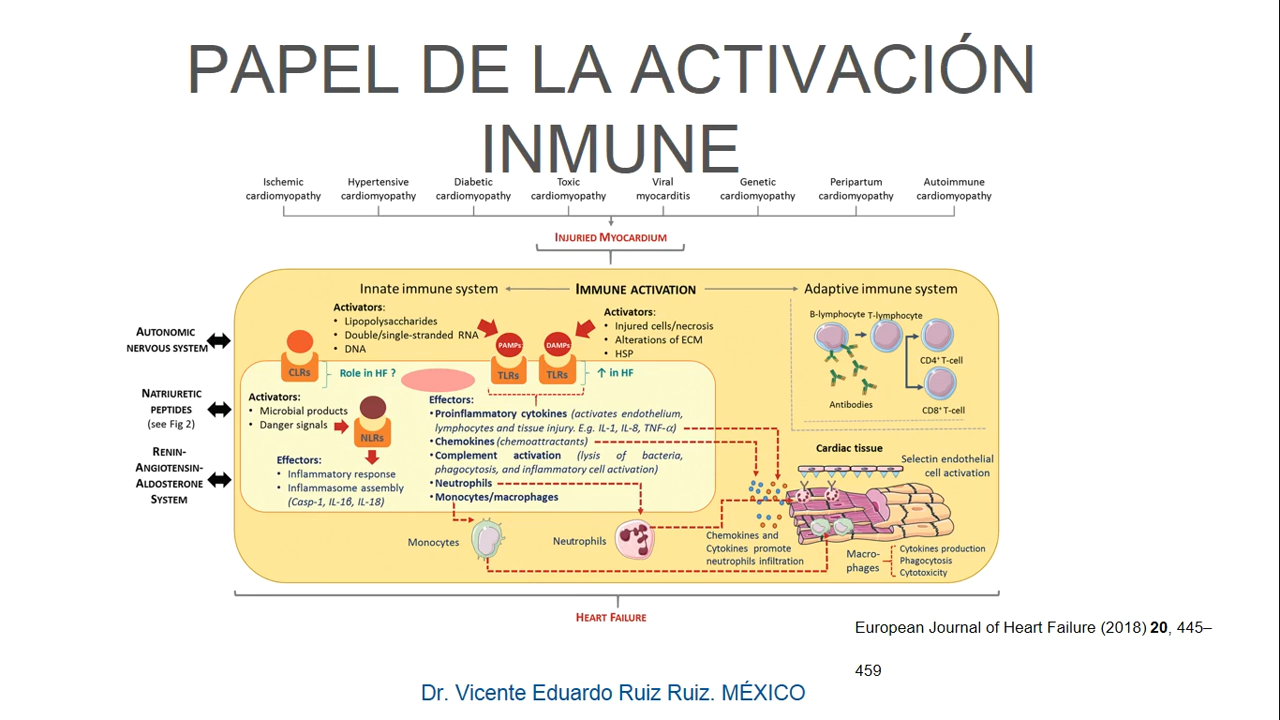 PAPEL DE LA ACTIVACIÓN
INMUNE
Ischemic
cardiomyopathy
Hypertensive
cardiomyopathy
Diabetic
cardiomyopathy
Toxic
cardiomyopathy
Viral
myocarditis
Genetic
cardiomyopathy
Peripartum
cardiomyopathy
Autoimmune
cardiomyopathy
INJURIED MYOCARDIUM
Innate immune system
IMMUNE ACTIVATION
Adaptive immune system
AUTONOMIC
NERVOUS SYSTEM
NATRIURETIC
PEPTIDES
(see Fig 2)
RENIN-
ANGIOTENSIN-
ALDOSTERONE
SYSTEM
Activators:
• Lipopolysaccharides
• Double/single-stranded RNA
• DNA
PAMPs
DAMPs
Activators:
• Injured cells/necrosis
• Alterations of ECM
• HSP
CLRs
Role in HF ?
TLRs
TLRs
↑ in HF
Activators:
• Microbial products
• Danger signals
NLRs
Effectors:
• Inflammatory response
• Inflammasome assembly
(Casp-1, IL-1β, IL-18)
Effectors:
• Proinflammatory cytokines (activates endothelium,
lymphocytes and tissue injury. E.g. IL-1, IL-8, TNF-α)
• Chemokines (chemoattractants)
• Complement activation (lysis of bacteria,
phagocytosis, and inflammatory cell activation)
• Neutrophils
• Monocytes/macrophages
B-lymphocyte
T-lymphocyte
CD4+ T-cell
Antibodies
CD8+ T-cell
Cardiac tissue
Selectin endothelial
cell activation
Monocytes
Neutrophils
Chemokines and
Cytokines promote
neutrophils infiltration
Macro-
phages
Cytokines production
Phagocytosis
Cytotoxicity
HEART FAILURE
European Journal of Heart Failure (2018) 20, 445–
459
Dr. Vicente Eduardo Ruiz Ruiz. MÉXICO